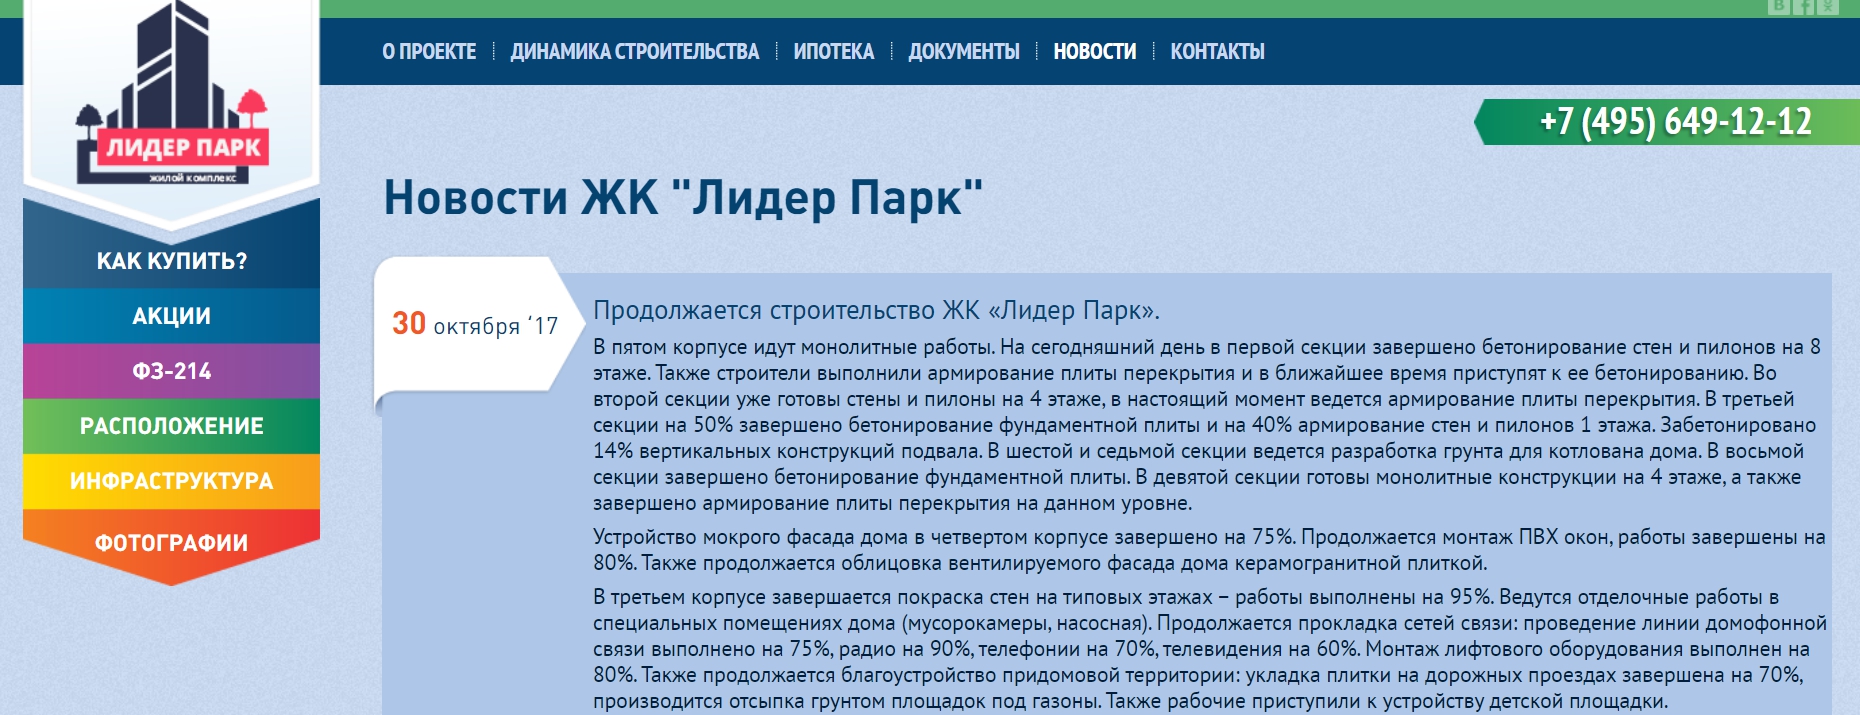 О ПРОЕКТЕ
ДИНАМИКА СТРОИТЕЛЬСТВА
ИПОТЕКА
ДОКУМЕНТЫ
НОВОСТИ
КОНТАКТЫ
ЛИДЕР ПАРК
жилой комплекс
+7 (495) 649-12-12
КАК КУПИТЬ?
АКЦИИ
ФЗ-214
РАСПОЛОЖЕНИЕ
ИНФРАСТРУКТУРА
ФОТОГРАФИИ
Новости ЖК "Лидер Парк"
30 октября ‘17
Продолжается строительство ЖК «Лидер Парк».
В пятом корпусе идут монолитные работы. На сегодняшний день в первой секции завершено бетонирование стен и пилонов на 8
этаже. Также строители выполнили армирование плиты перекрытия и в ближайшее время приступят к ее бетонированию. Во
второй секции уже готовы стены и пилоны на 4 этаже, в настоящий момент ведется армирование плиты перекрытия. В третьей
секции на 50% завершено бетонирование фундаментной плиты и на 40% армирование стен и пилонов 1 этажа. Забетонировано
14% вертикальных конструкций подвала. В шестой и седьмой секции ведется разработка грунта для котлована дома. В восьмой
секции завершено бетонирование фундаментной плиты. В девятой секции готовы монолитные конструкции на 4 этаже, а также
завершено армирование плиты перекрытия на данном уровне.
Устройство мокрого фасада дома в четвертом корпусе завершено на 75%. Продолжается монтаж ПВХ окон, работы завершены на
80%. Также продолжается облицовка вентилируемого фасада дома керамогранитной плиткой.
В третьем корпусе завершается покраска стен на типовых этажах – работы выполнены на 95%. Ведутся отделочные работы в
специальных помещениях дома (мусорокамеры, насосная). Продолжается прокладка сетей связи: проведение линии домофонной
связи выполнено на 75%, радио на 90%, телефонии на 70%, телевидения на 60%. Монтаж лифтового оборудования выполнен на
80%. Также продолжается благоустройство придомовой территории: укладка плитки на дорожных проездах завершена на 70%,
производится отсыпка грунтом площадок под газоны. Также рабочие приступили к устройству детской площадки.